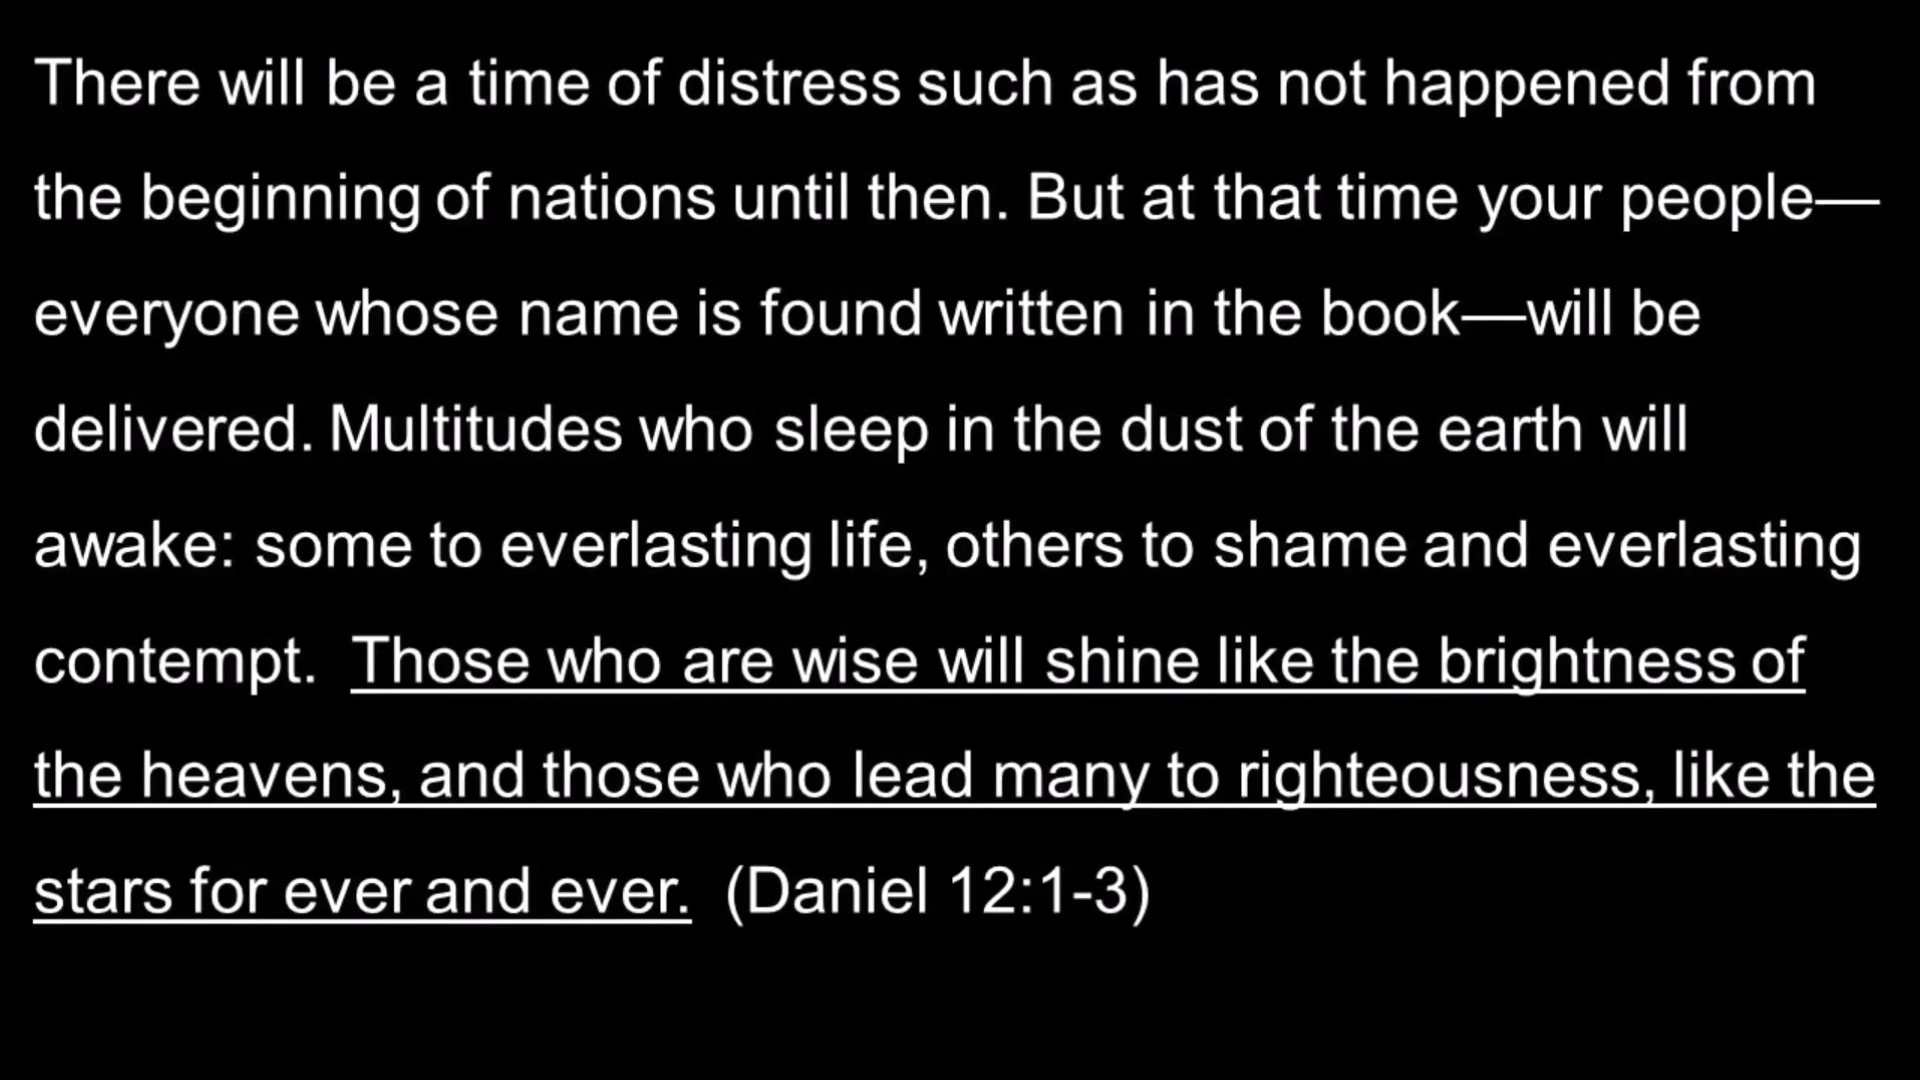 There will be a time of distress such as has not happened from
the beginning of nations until then. But at that time your people—
everyone whose name is found written in the book—will be
delivered. Multitudes who sleep in the dust of the earth will
awake: some to everlasting life, others to shame and everlasting
contempt.  Those who are wise will shine like the brightness of
the heavens, and those who lead many to righteousness, like the
stars for ever and ever.  (Daniel 12:1-3)